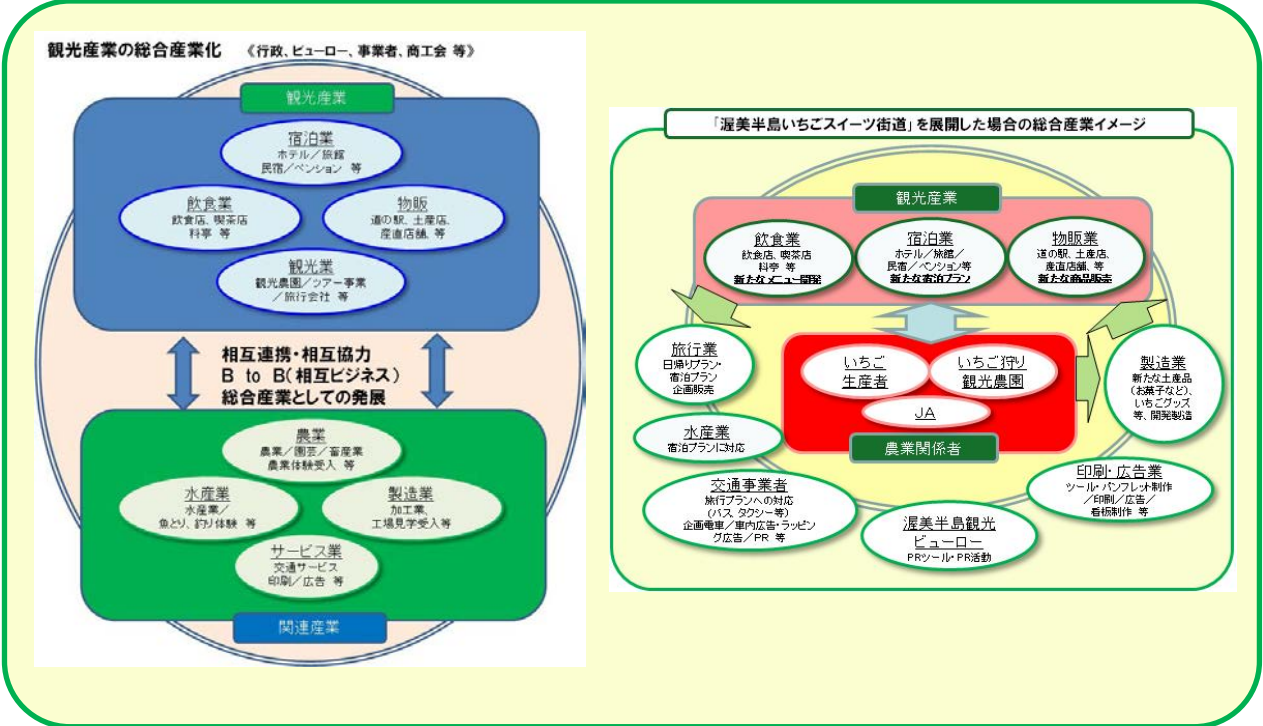 観光産業の総合産業化 《行政、ビューロー、事業者、商工会 等》
観光産業
宿泊業
ホテル／旅館
民宿／ペンション 等
飲食業
飲食店、喫茶店
料亭 等
物販
道の駅、土産店、
産直店舗、等
観光業
観光農園／ツアー事業
／旅行会社 等
相互連携・相互協力
B to B(相互ビジネス)
総合産業としての発展
農業
農業／園芸／畜産業
農業体験受入 等
水産業
水産業／
魚とり、釣り体験 等
製造業
加工業、
工場見学受入等
サービス業
交通サービス
印刷／広告 等
関連産業
「渥美半島いちごスイーツ街道」を展開した場合の総合産業イメージ
観光産業
飲食業
飲食店、喫茶店
料亭 等
新たなメニュー開発
宿泊業
ホテル／旅館／
民宿／ペンション等
新たな宿泊プラン
物販業
道の駅、土産店、
産直店舗、等
新たな商品販売
旅行業
日帰りプラン・
宿泊プラン
企画販売
いちご
生産者
いちご狩り
観光農園
JA
農業関係者
製造業
新たな土産品
(お菓子など)、
いちごグッズ
等、開発製造
水産業
宿泊プランに対応
交通事業者
旅行プランへの対応
(バス、タクシー等)
企画電車／車内広告・ラッピン
グ広告／PR 等
渥美半島観光
ビューロー
PRツール・PR活動
印刷・広告業
ツール・パンフレット制作
／印刷／広告／
看板制作 等